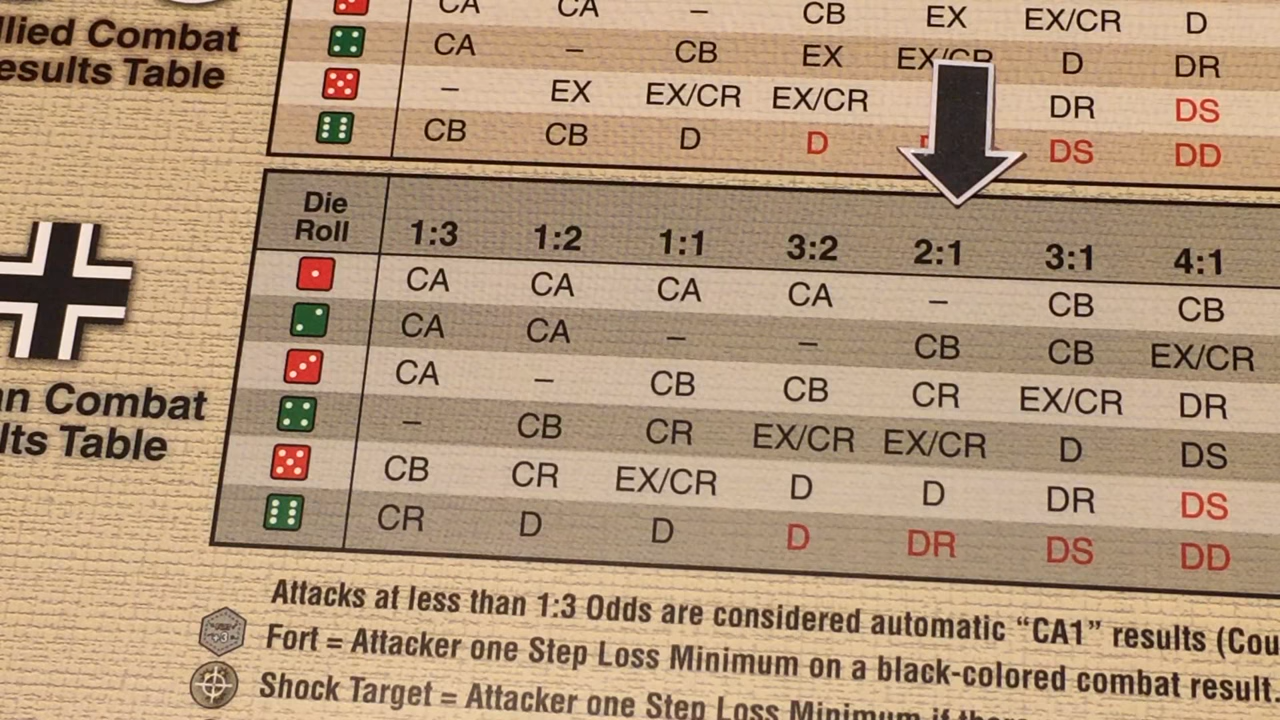 CA CA – CB EX EX/CR D
CA – CB EX EX/CR D DR
– EX EX/CR EX/CR DR DS
CB CB D D DS DD
llied Combat
esults Table
Die
Roll
1:3 1:2 1:1 3:2 2:1 3:1 4:1
CA CA CA CA – CB CB
CA CA – – CB CB EX/CR
CA – CB CB CR EX/CR DR
– CB CR EX/CR EX/CR D DS
CB CR EX/CR D D DR DS
CR D D D DR DS DD
an Combat
lts Table
Attacks at less than 1:3 Odds are considered automatic “CA1” results (Cou
Fort = Attacker one Step Loss Minimum on a black-colored combat result.
Shock Target = Attacker one Step Loss Minimum if